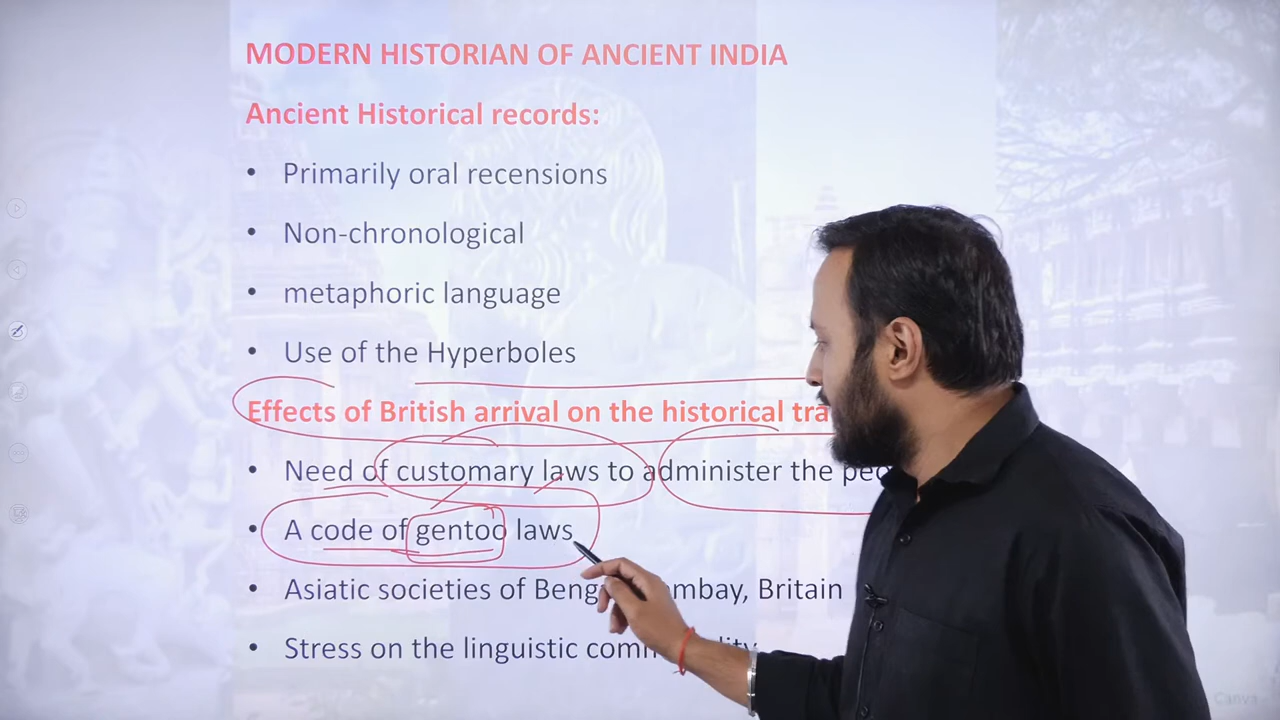 MODERN HISTORIAN OF ANCIENT INDIA
Ancient Historical records:
• Primarily oral recensions
• Non-chronological
• metaphoric language
• Use of the Hyperboles
Effects of British arrival on the historical
• Need of customary laws to administer the
• A code of gentoo laws
• Asiatic societies of Britain
• Stress on the linguistic
Canva